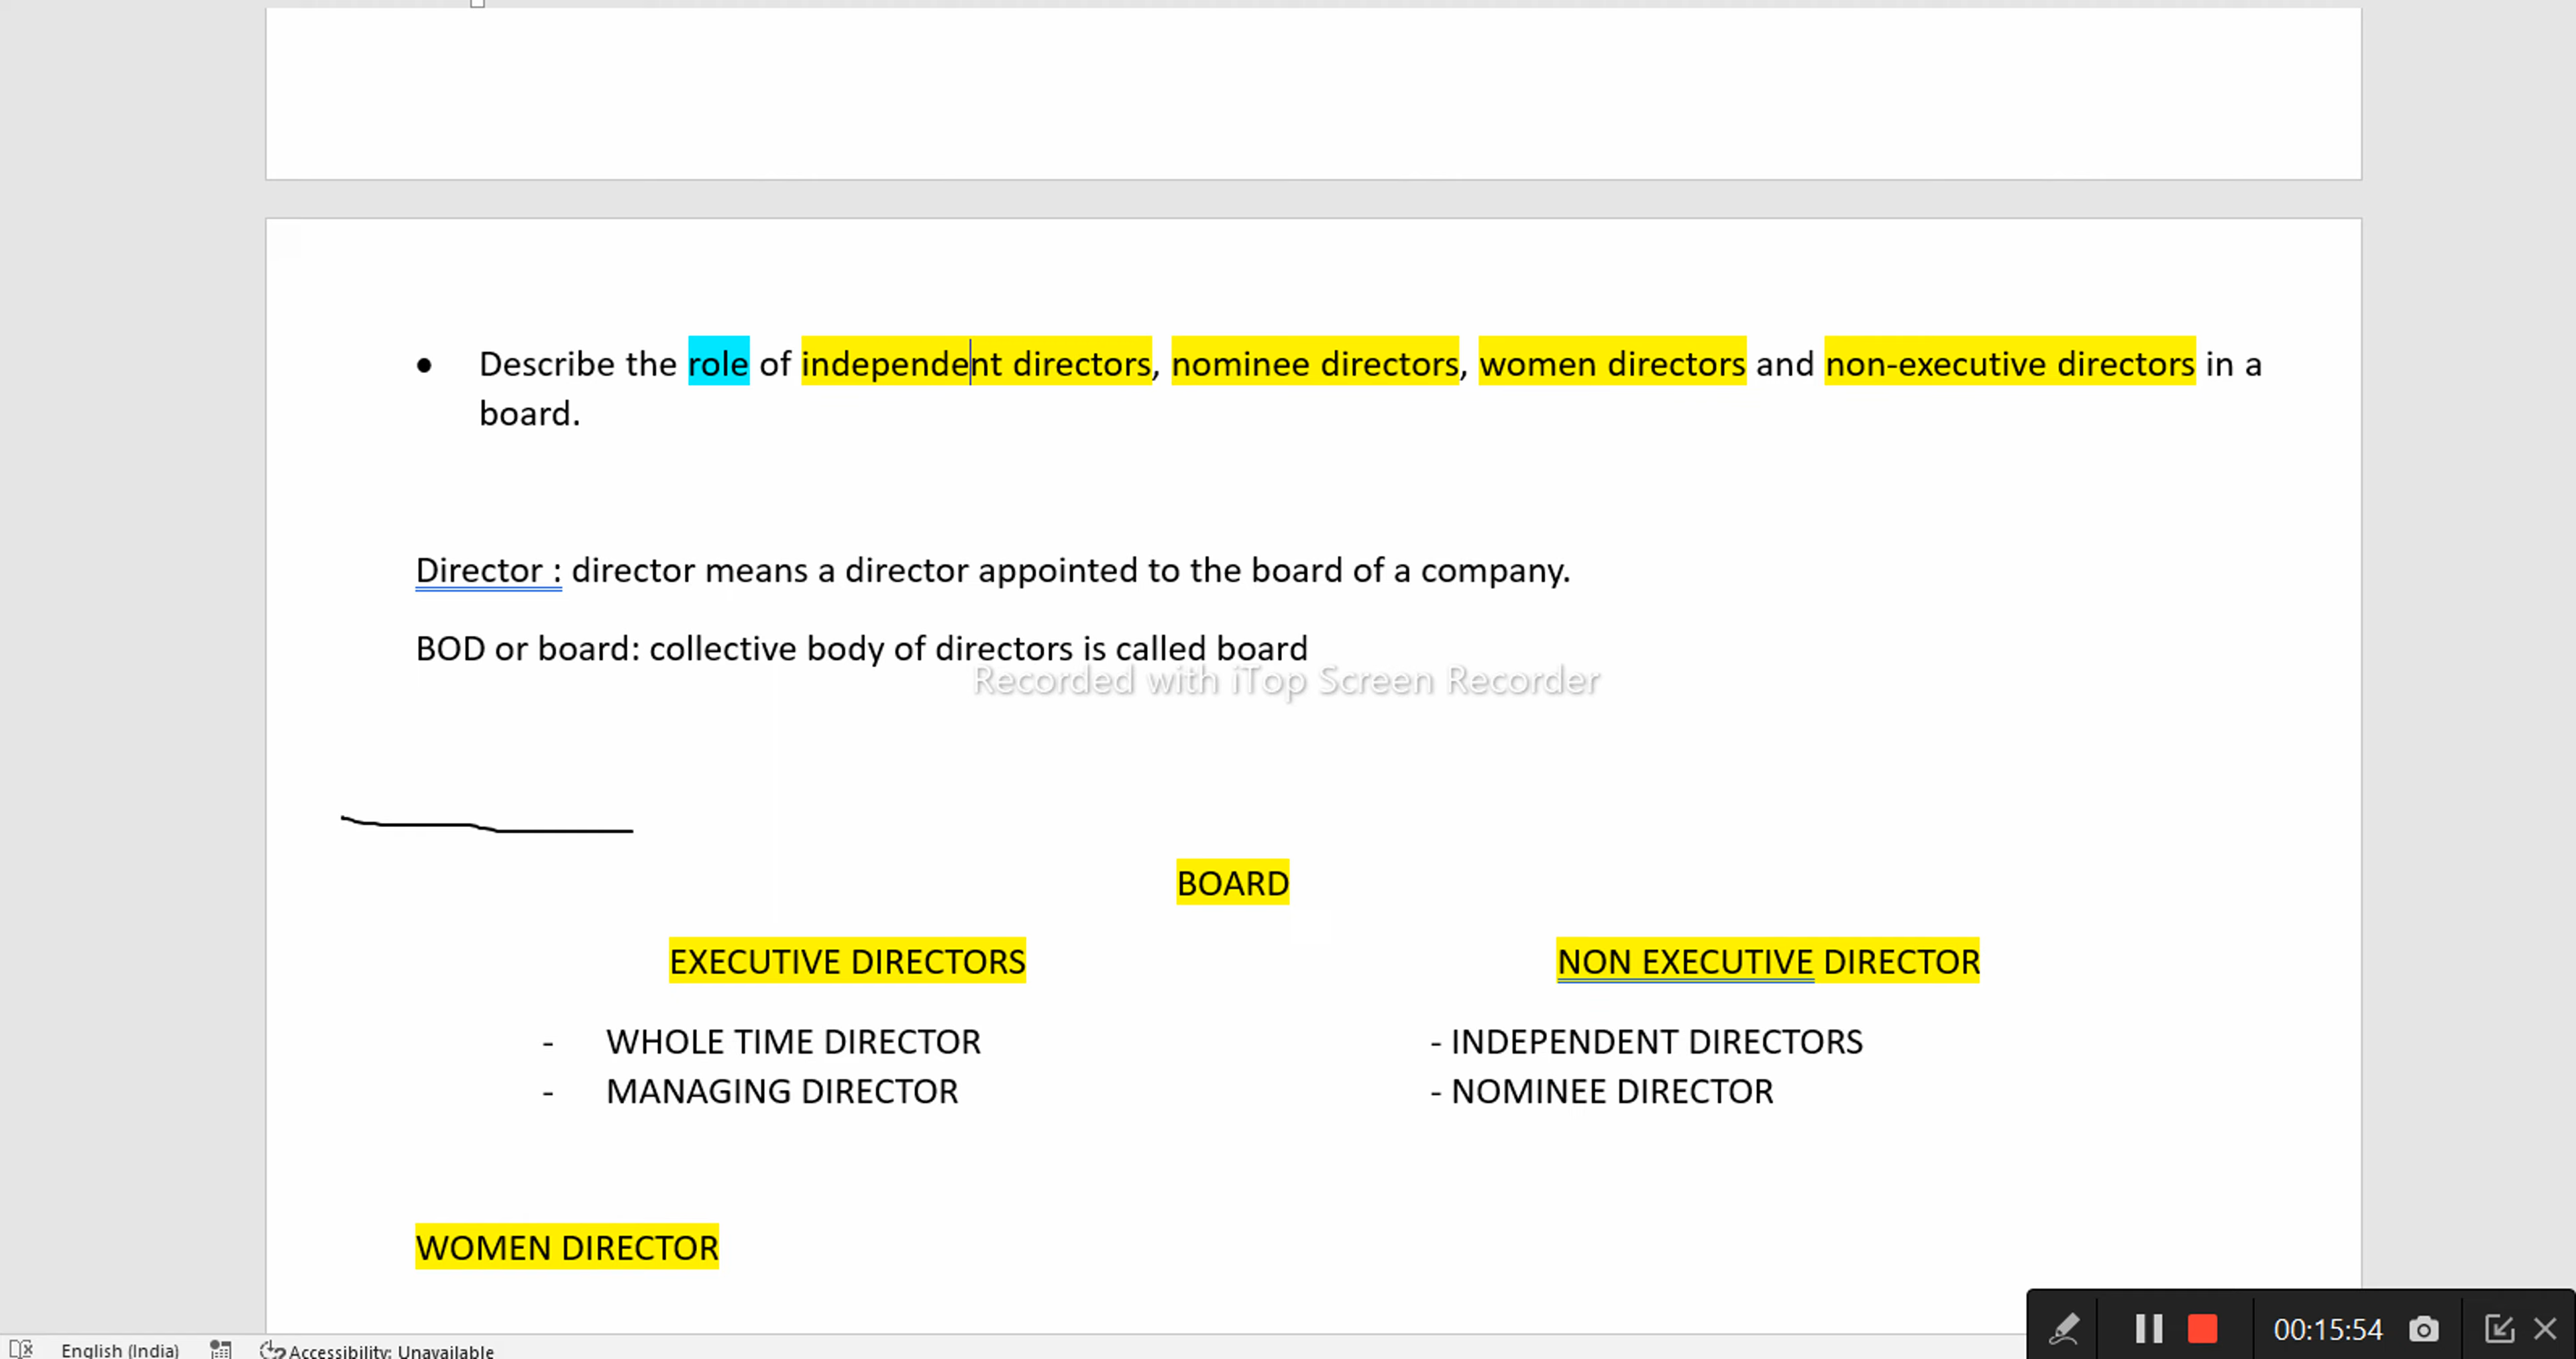 • Describe the role of independent directors, nominee directors, women directors and non-executive directors in a
board.
Director : director means a director appointed to the board of a company.
BOD or board: collective body of directors is called board
Recorded with iTop Screen Recorder
BOARD
EXECUTIVE DIRECTORS NON EXECUTIVE DIRECTOR
- WHOLE TIME DIRECTOR - INDEPENDENT DIRECTORS
- MANAGING DIRECTOR - NOMINEE DIRECTOR
WOMEN DIRECTOR
00:15:54
English (India) Accessibility: Unavailable